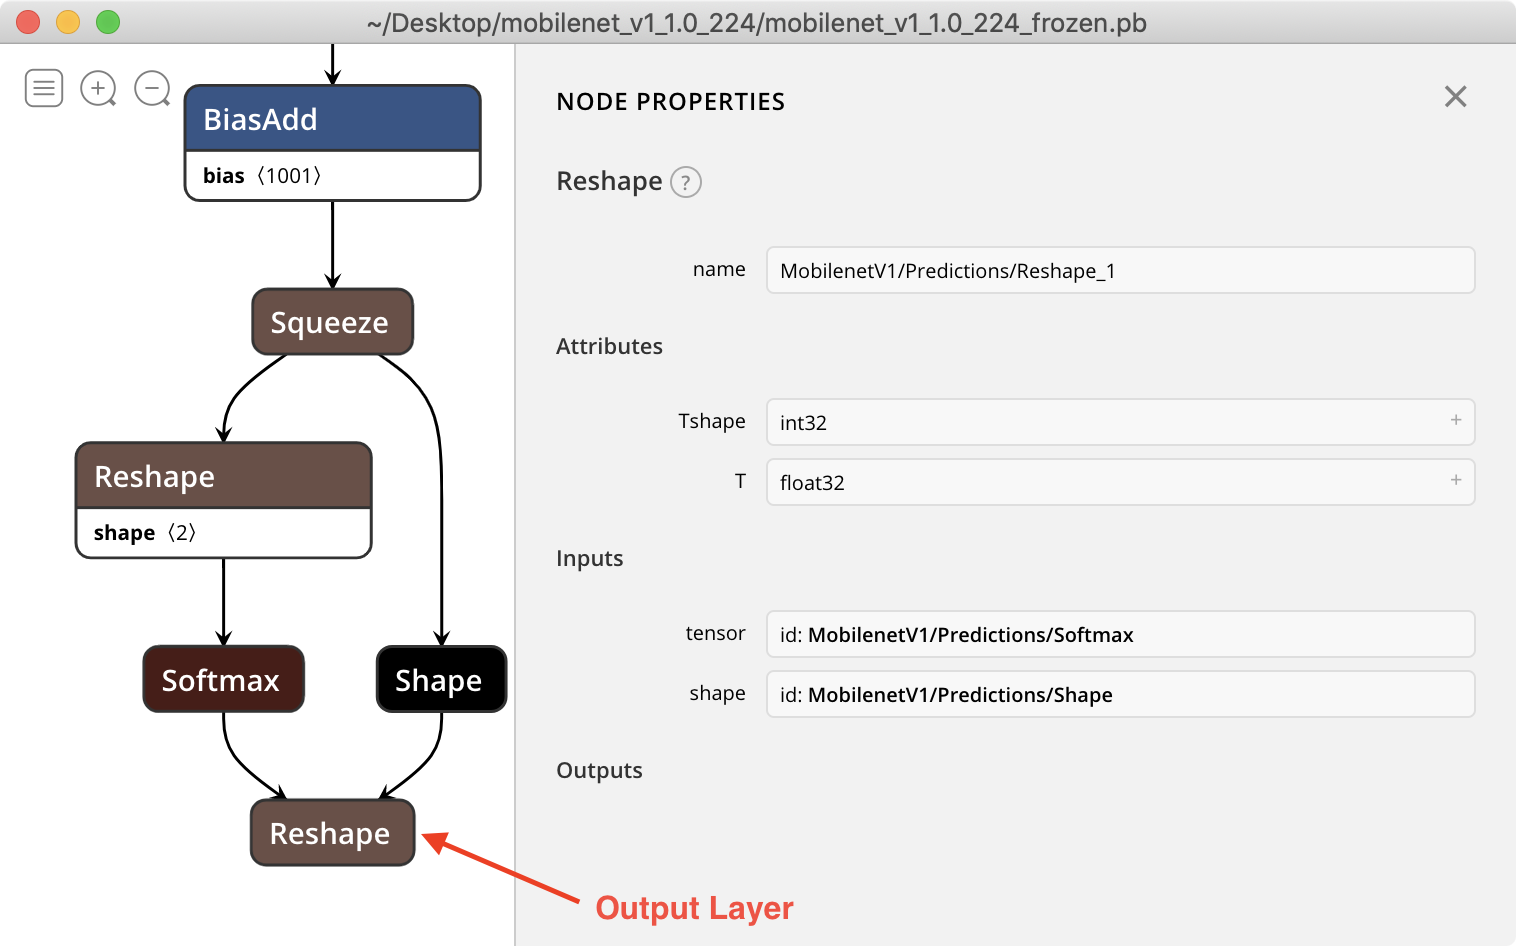 ~/Desktop/mobilenet_v1_1.0_224/mobilenet_v1_1.0_224_frozen.pb
BiasAdd
bias 〈1001〉
Squeeze
Reshape
shape 〈2〉
Softmax
Shape
Reshape
Output Layer
NODE PROPERTIES
Reshape ?
name MobilenetV1/Predictions/Reshape_1
Attributes
Tshape int32 +
T float32 +
Inputs
tensor id: MobilenetV1/Predictions/Softmax
shape id: MobilenetV1/Predictions/Shape
Outputs